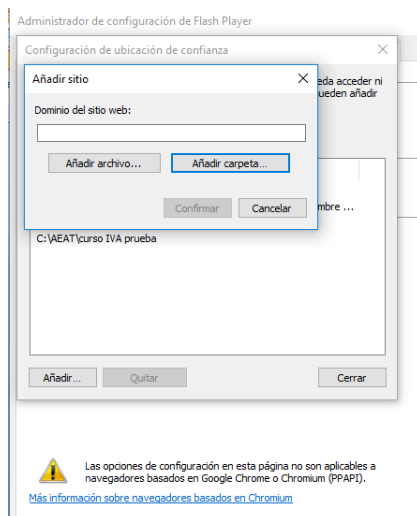 Administrador de configuración de Flash Player
Configuración de ubicación de confianza
Añadir sitio
eda acceder ni
ueden añadir
Dominio del sitio web:
Añadir archivo...
Añadir carpeta...
Confirmar
Cancelar
mbre ...
C:\AEAT\curso IVA prueba
Añadir...
Quitar
Cerrar
Las opciones de configuración en esta página no son aplicables a
navegadores basados en Google Chrome o Chromium (PPAPI).
Más información sobre navegadores basados en Chromium